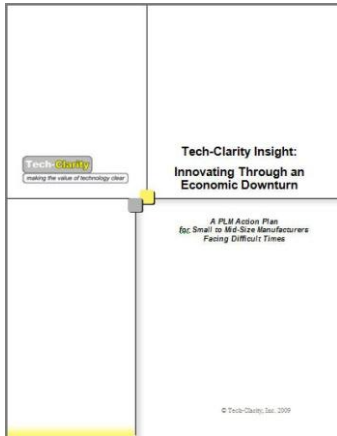 Tech-Clarity
making the value of technology clear
Tech-Clarity Insight:
Innovating Through an
Economic Downturn
A PLM Action Plan
for Small to Mid-Size Manufacturers
Facing Difficult Times
© Tech-Clarity, Inc. 2009